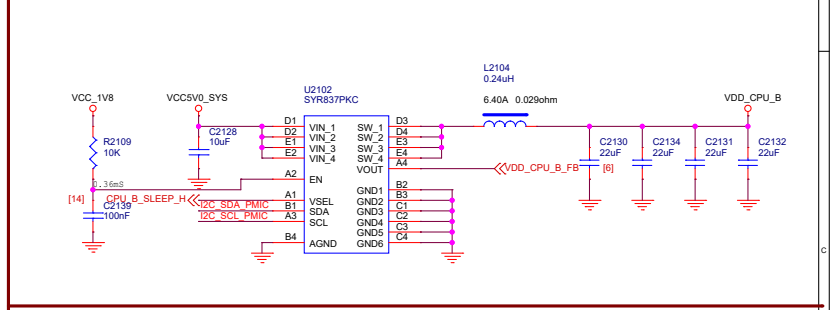 L2104
0.24uH
U2102
SYR837PKC
VCC_1V8
VCC5V0_SYS
6.40A 0.029ohm
VDD_CPU_B
D1 VIN_1 SW_1 D3
D2 VIN_2 SW_2 D4
E1 VIN_3 SW_3 E3
E2 VIN_4 SW_4 E4
VOUT A4
VDD_CPU_B_FB [6]
C2128
10uF
R2109
10K
C2130
22uF
C2134
22uF
C2131
22uF
C2132
22uF
A2 EN
0.36mS
[14] CPU_B_SLEEP_H
A1 VSEL
I2C_SDA_PMIC B1 SDA
I2C_SCL_PMIC A3 SCL
C2139
100nF
B4 AGND
GND1 B2
GND2 B3
GND3 C1
GND4 C2
GND5 C3
GND6 C4
C